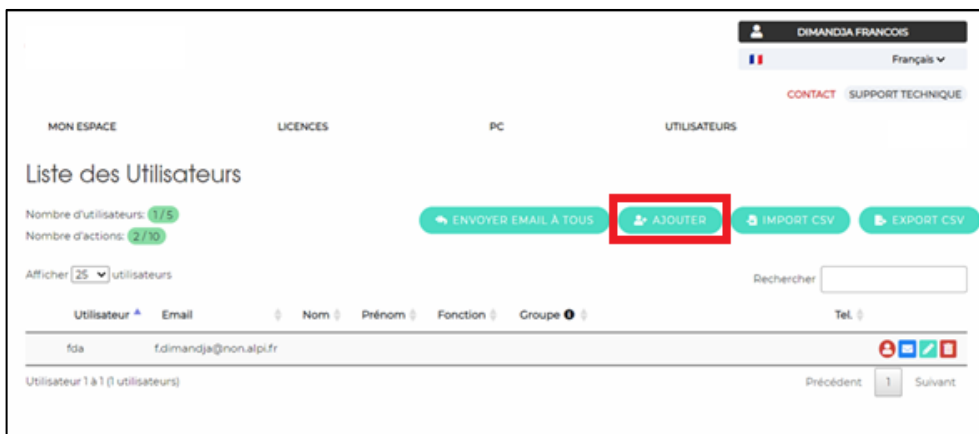 DIMANDJA FRANCOIS
Français
CONTACT SUPPORT TECHNIQUE
MON ESPACE LICENCES PC UTILISATEURS
Liste des Utilisateurs
Nombre d'utilisateurs: 1/5
Nombre d'actions: 2/10
ENVOYER EMAIL À TOUS AJOUTER IMPORT CSV EXPORT CSV
Afficher 25 utilisateurs
Rechercher
Utilisateur Email Nom Prénom Fonction Groupe Tel.
fda f.dimandja@non.alpi.fr
Utilisateur 1 à 1 (1 utilisateurs)
Précédent 1 Suivant